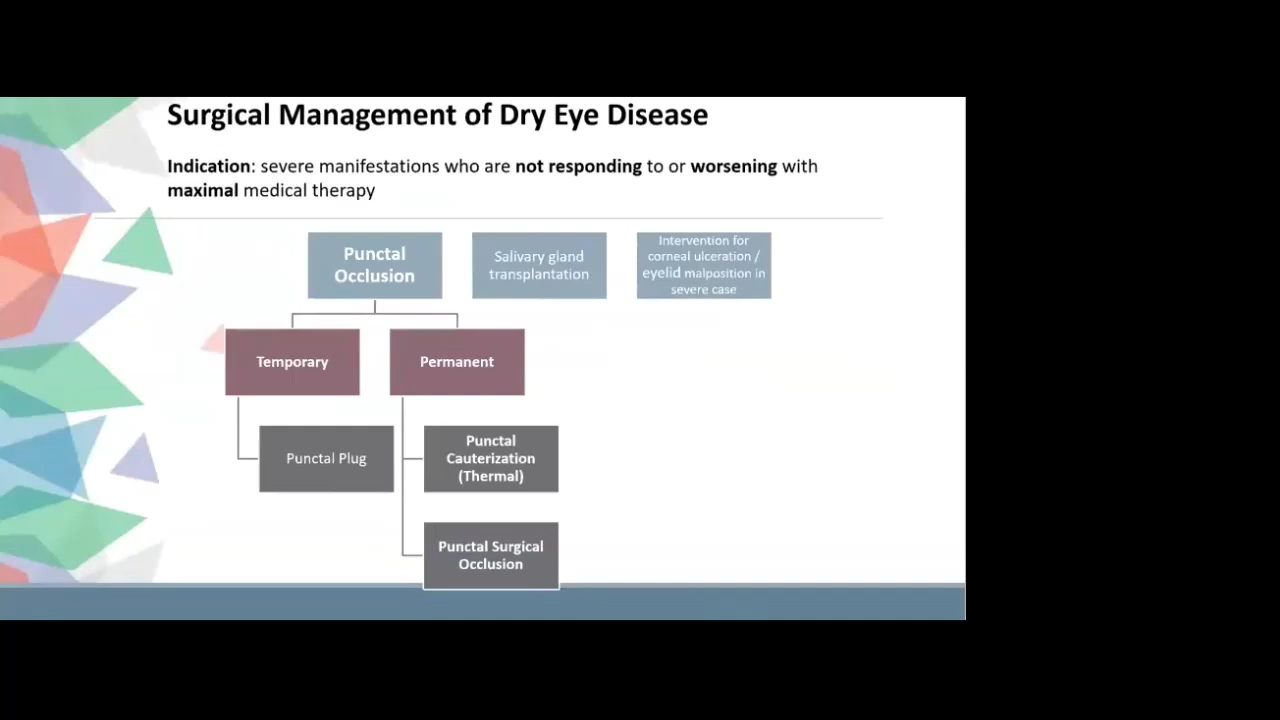 Surgical Management of Dry Eye Disease
Indication: severe manifestations who are not responding to or worsening with
maximal medical therapy
Punctal
Occlusion
Salivary gland
transplantation
Intervention for
corneal ulceration /
eyelid malposition in
severe case
Temporary
Permanent
Punctal Plug
Punctal
Cauterization
(Thermal)
Punctal Surgical
Occlusion